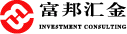 富邦汇金
INVESTMENT CONSULTING